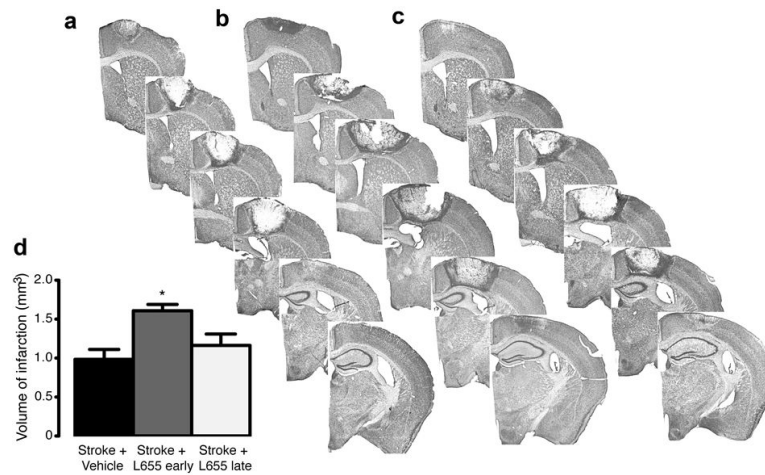 a
b
c
d
Volume of infarction (mm³)
2.0
1.5
1.0
0.5
0
*
Stroke +
Vehicle
Stroke +
L655 early
Stroke +
L655 late